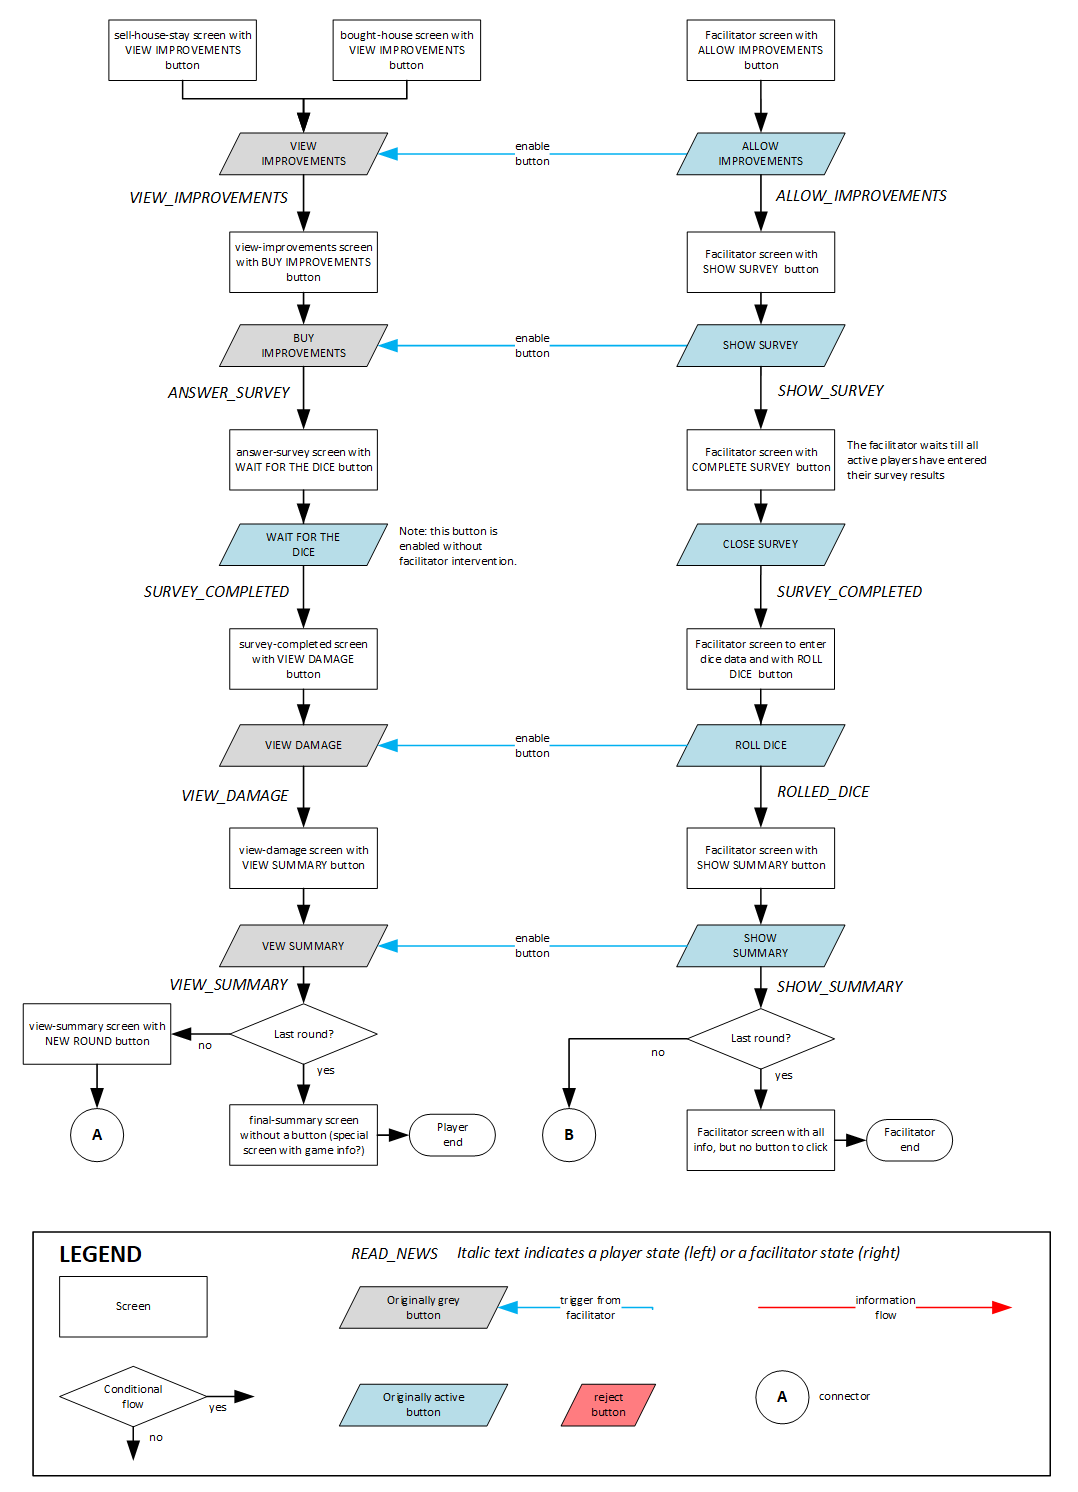 sell-house-stay screen with
VIEW IMPROVEMENTS
button
bought-house screen with
VIEW IMPROVEMENTS
button
Facilitator screen with
ALLOW IMPROVEMENTS
button
VIEW
IMPROVEMENTS
enable
button
ALLOW
IMPROVEMENTS
VIEW_IMPROVEMENTS
ALLOW_IMPROVEMENTS
view-improvements screen
with BUY IMPROVEMENTS
button
Facilitator screen with
SHOW SURVEY button
BUY
IMPROVEMENTS
enable
button
SHOW SURVEY
ANSWER_SURVEY
SHOW_SURVEY
answer-survey screen with
WAIT FOR THE DICE button
Facilitator screen with
COMPLETE SURVEY button
The facilitator waits till all
active players have entered
their survey results
WAIT FOR THE
DICE
Note: this button is
enabled without
facilitator intervention.
CLOSE SURVEY
SURVEY_COMPLETED
SURVEY_COMPLETED
survey-completed screen
with VIEW DAMAGE
button
Facilitator screen to enter
dice data and with ROLL
DICE button
VIEW DAMAGE
enable
button
ROLL DICE
VIEW_DAMAGE
ROLLED_DICE
view-damage screen with
VIEW SUMMARY button
Facilitator screen with
SHOW SUMMARY button
VEW SUMMARY
enable
button
SHOW
SUMMARY
VIEW_SUMMARY
SHOW_SUMMARY
view-summary screen with
NEW ROUND button
no
Last round?
yes
no
Last round?
yes
A
final-summary screen
without a button (special
screen with game info?)
Player
end
B
Facilitator screen with all
info, but no button to click
Facilitator
end
LEGEND
READ_NEWS Italic text indicates a player state (left) or a facilitator state (right)
Screen
Originally grey
button
trigger from
facilitator
information
flow
Conditional
flow
yes
no
Originally active
button
reject
button
A
connector